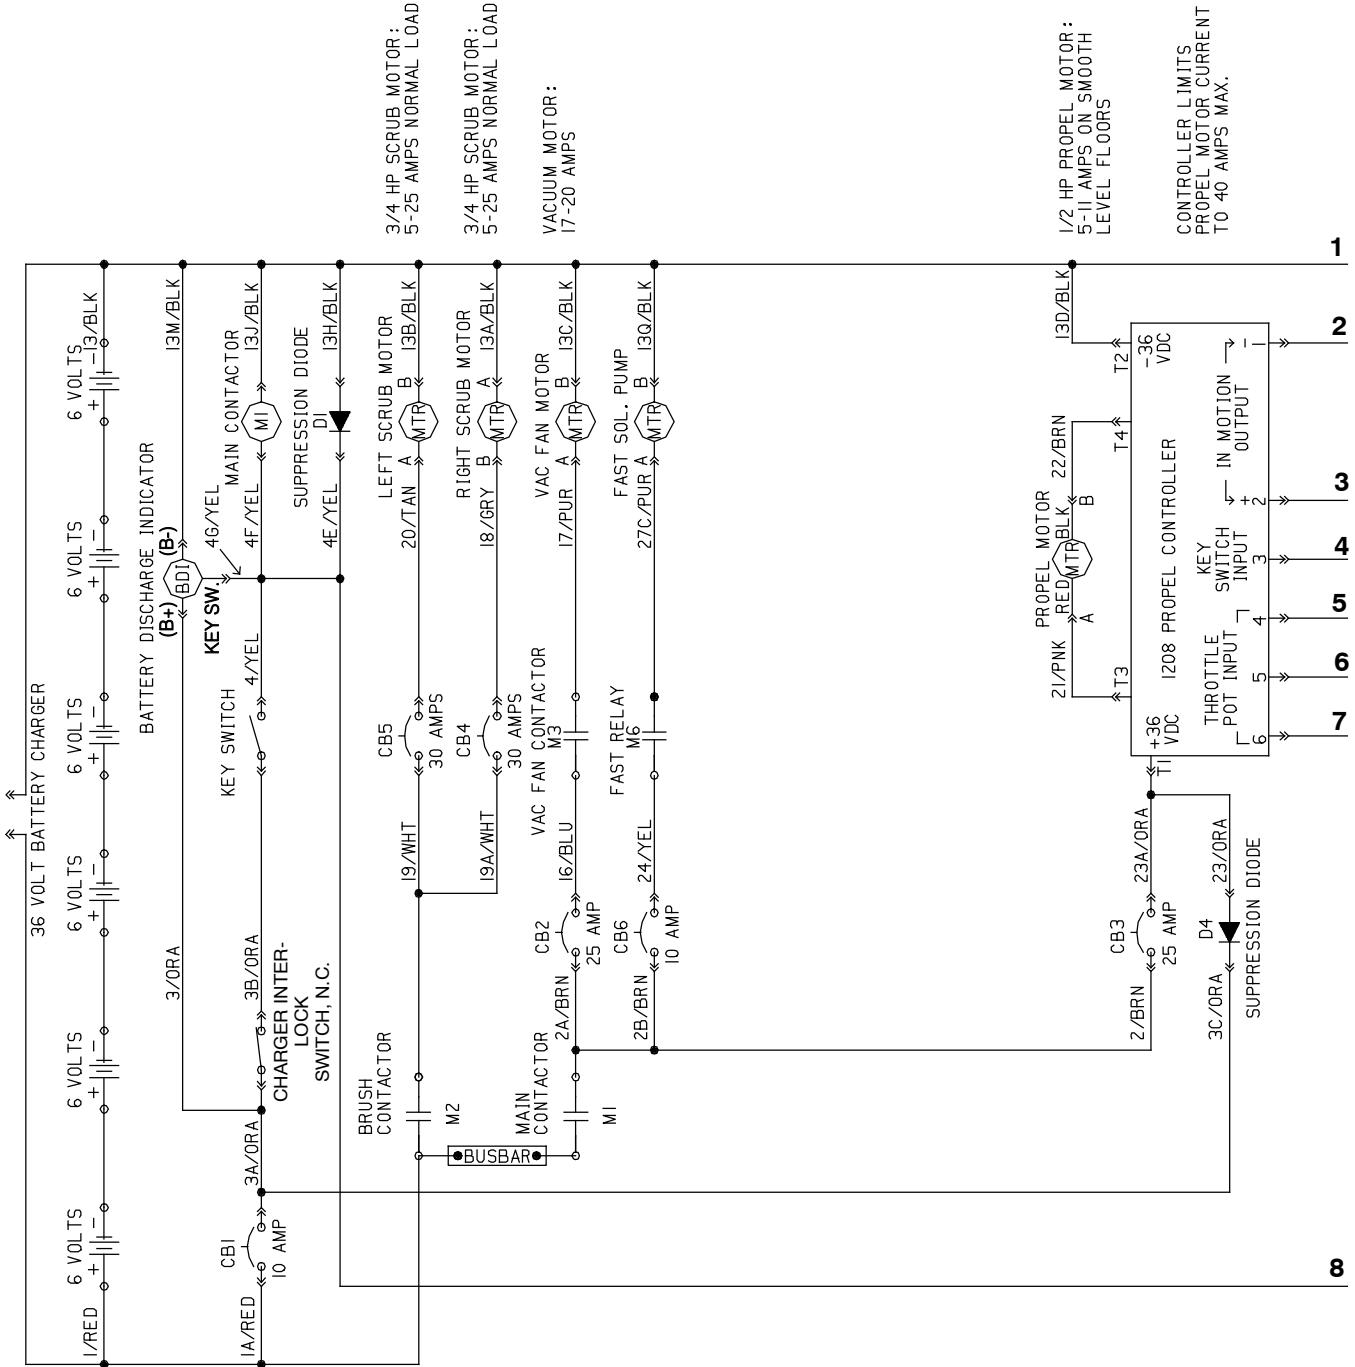 3/4 HP SCRUB MOTOR:
5-25 AMPS NORMAL LOAD
3/4 HP SCRUB MOTOR:
5-25 AMPS NORMAL LOAD
VACUUM MOTOR:
17-20 AMPS
1/2 HP PROPEL MOTOR:
5-11 AMPS ON SMOOTH
LEVEL FLOORS
CONTROLLER LIMITS
PROPEL MOTOR CURRENT
TO 40 AMPS MAX.
1
2
3
4
5
6
7
8
36 VOLT BATTERY CHARGER
1/RED
6 VOLTS
+ -
6 VOLTS
+ -
6 VOLTS
+ -
6 VOLTS
+ -
6 VOLTS
+ -
6 VOLTS
+ -
13/BLK
BATTERY DISCHARGE INDICATOR
3/ORA
(B+)
BDI
(B-)
13M/BLK
KEY SW.
4G/YEL
1A/RED
CB1
10 AMP
3A/ORA
CHARGER INTER-
LOCK
SWITCH, N.C.
3B/ORA
KEY SWITCH
4/YEL
4F/YEL
MAIN CONTACTOR
M1
13J/BLK
4E/YEL
SUPPRESSION DIODE
D1
13H/BLK
BRUSH
CONTACTOR
M2
19/WHT
CB5
30 AMPS
20/TAN
LEFT SCRUB MOTOR
A
MTR
B
13B/BLK
19A/WHT
CB4
30 AMPS
18/GRY
RIGHT SCRUB MOTOR
B
MTR
A
13A/BLK
BUSBAR
MAIN
CONTACTOR
M1
2A/BRN
CB2
25 AMP
16/BLU
VAC FAN CONTACTOR
M3
17/PUR
VAC FAN MOTOR
A
MTR
B
13C/BLK
2B/BRN
CB6
10 AMP
24/YEL
FAST RELAY
M6
27C/PUR
FAST SOL. PUMP
A
MTR
B
13Q/BLK
2/BRN
CB3
25 AMP
23A/ORA
3C/ORA
D4
23/ORA
SUPPRESSION DIODE
PROPEL MOTOR
21/PNK
A
RED
MTR
BLK
B
22/BRN
13D/BLK
T1
T3
T4
T2
+36
VDC
-36
VDC
1208 PROPEL CONTROLLER
THROTTLE
POT INPUT
KEY
SWITCH
INPUT
IN MOTION
OUTPUT
+
-
6
5
4
3
2
1